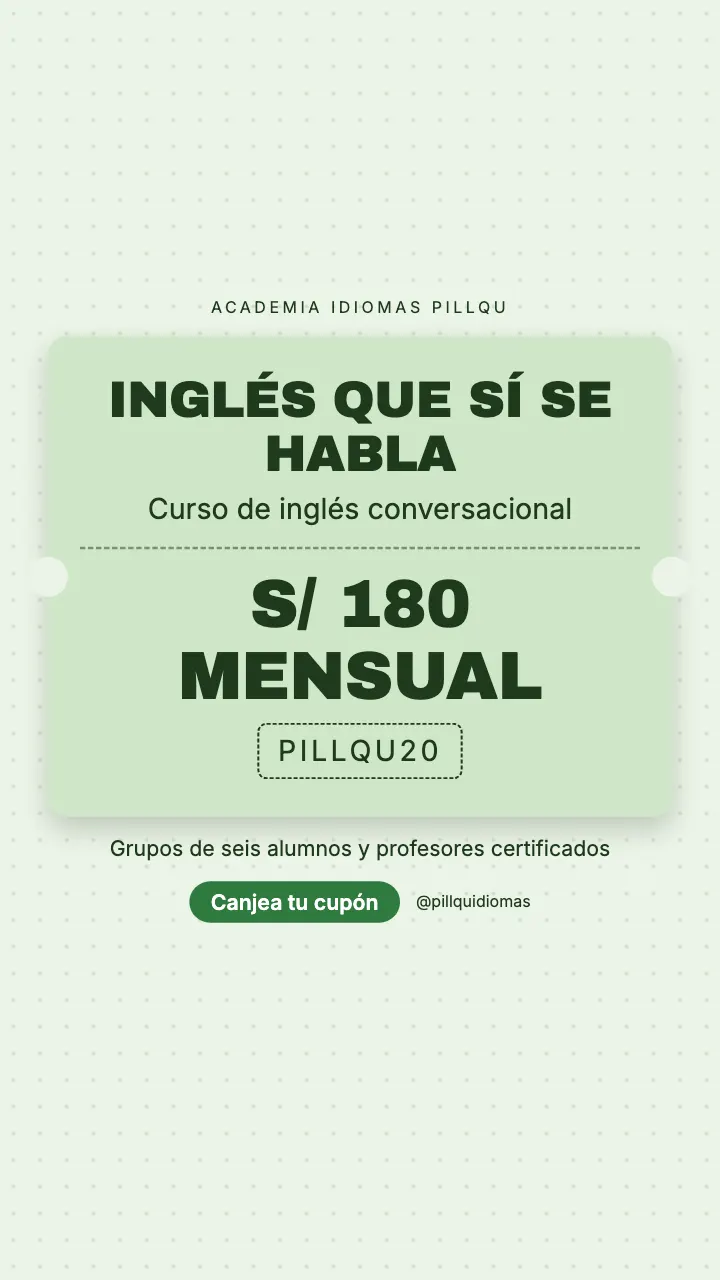 ACADEMIA IDIOMAS PILLQU
INGLÉS QUE SÍ SE
HABLA
Curso de inglés conversacional
S/ 180
MENSUAL
PILLQU20
Grupos de seis alumnos y profesores certificados
Canjea tu cupón
@pillquidiomas